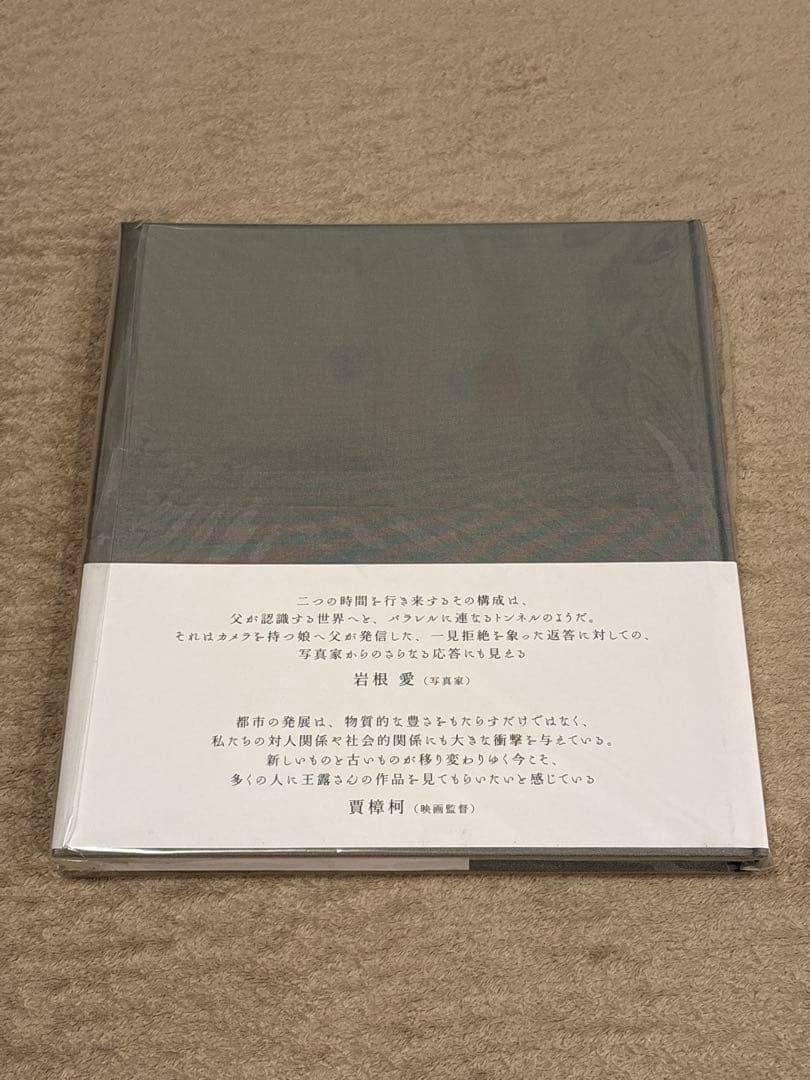 二つの時間を行き来するその構成は、
父が認識する世界へと、パラレルに連なるトンネルのようだ。
それはカメラを持つ娘へ父が発信した、一見拒絶を象った返答に対しての、
写真家からのさらなる応答にも見える
岩根 愛（写真家）
都市の発展は、物質的な豊さをもたらすだけではなく、
私たちの対人関係や社会的関係にも大きな衝撃を与えている。
新しいものと古いものが移り変わりゆく今こそ、
多くの人に王露さんの作品を見てもらいたいと感じている
賈樟柯（映画監督）